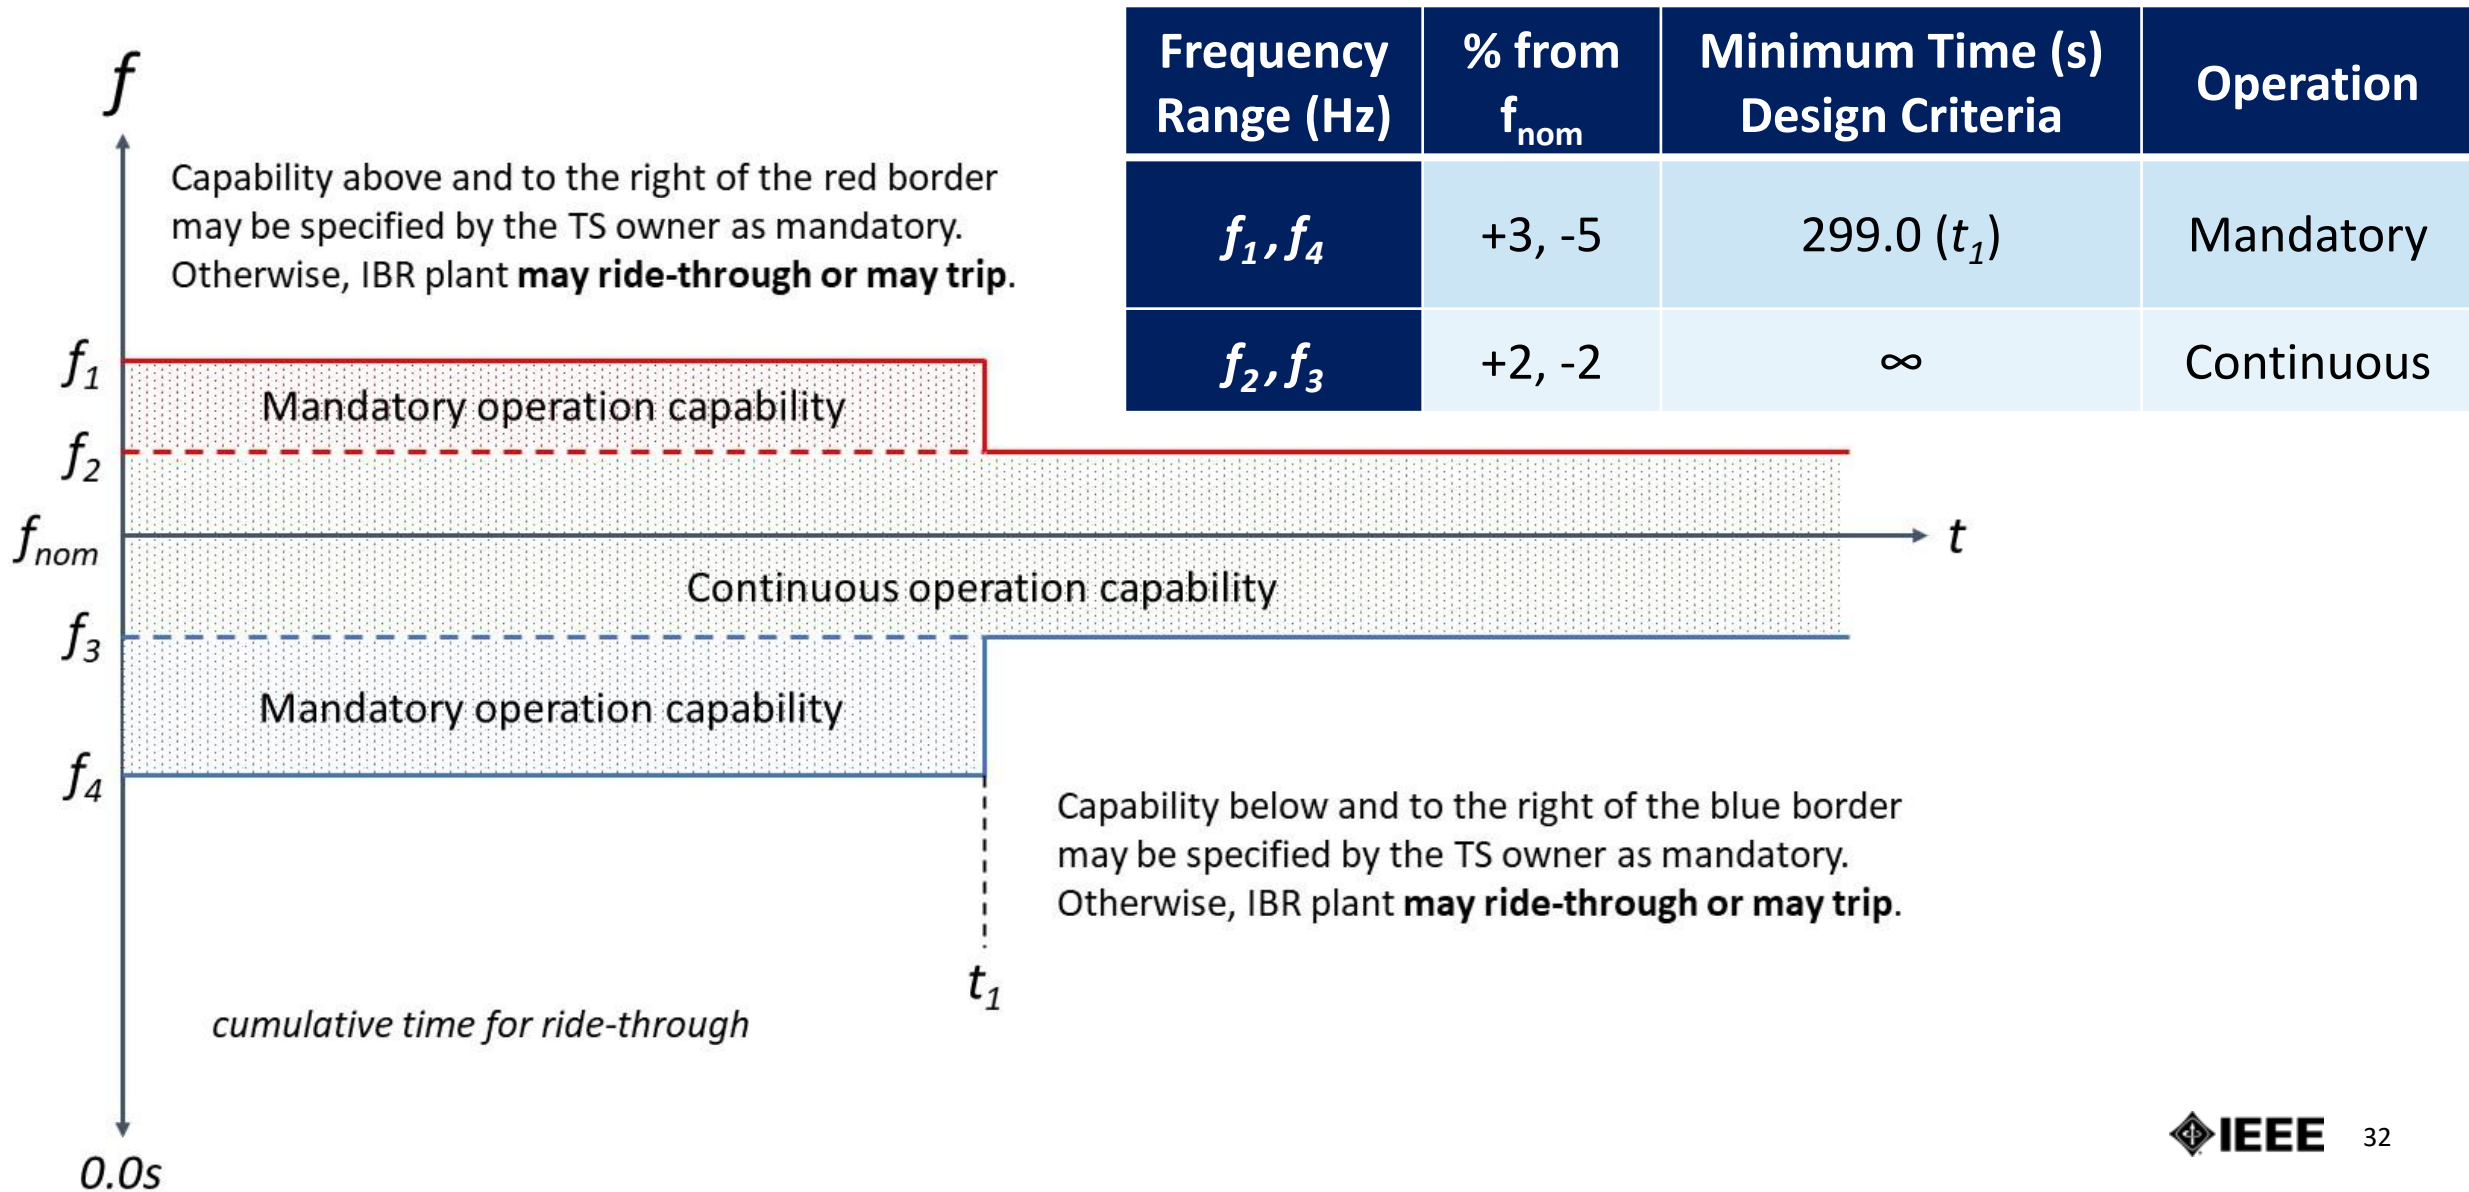 f
Capability above and to the right of the red border
may be specified by the TS owner as mandatory.
Otherwise, IBR plant may ride-through or may trip.
Frequency
Range (Hz)
% from
fnom
Minimum Time (s)
Design Criteria
Operation
f1, f4
+3, -5
299.0 (t1)
Mandatory
f2, f3
+2, -2
∞
Continuous
f1
Mandatory operation capability
f2
fnom
t
Continuous operation capability
f3
Mandatory operation capability
f4
Capability below and to the right of the blue border
may be specified by the TS owner as mandatory.
Otherwise, IBR plant may ride-through or may trip.
t1
cumulative time for ride-through
0.0s
IEEE
32